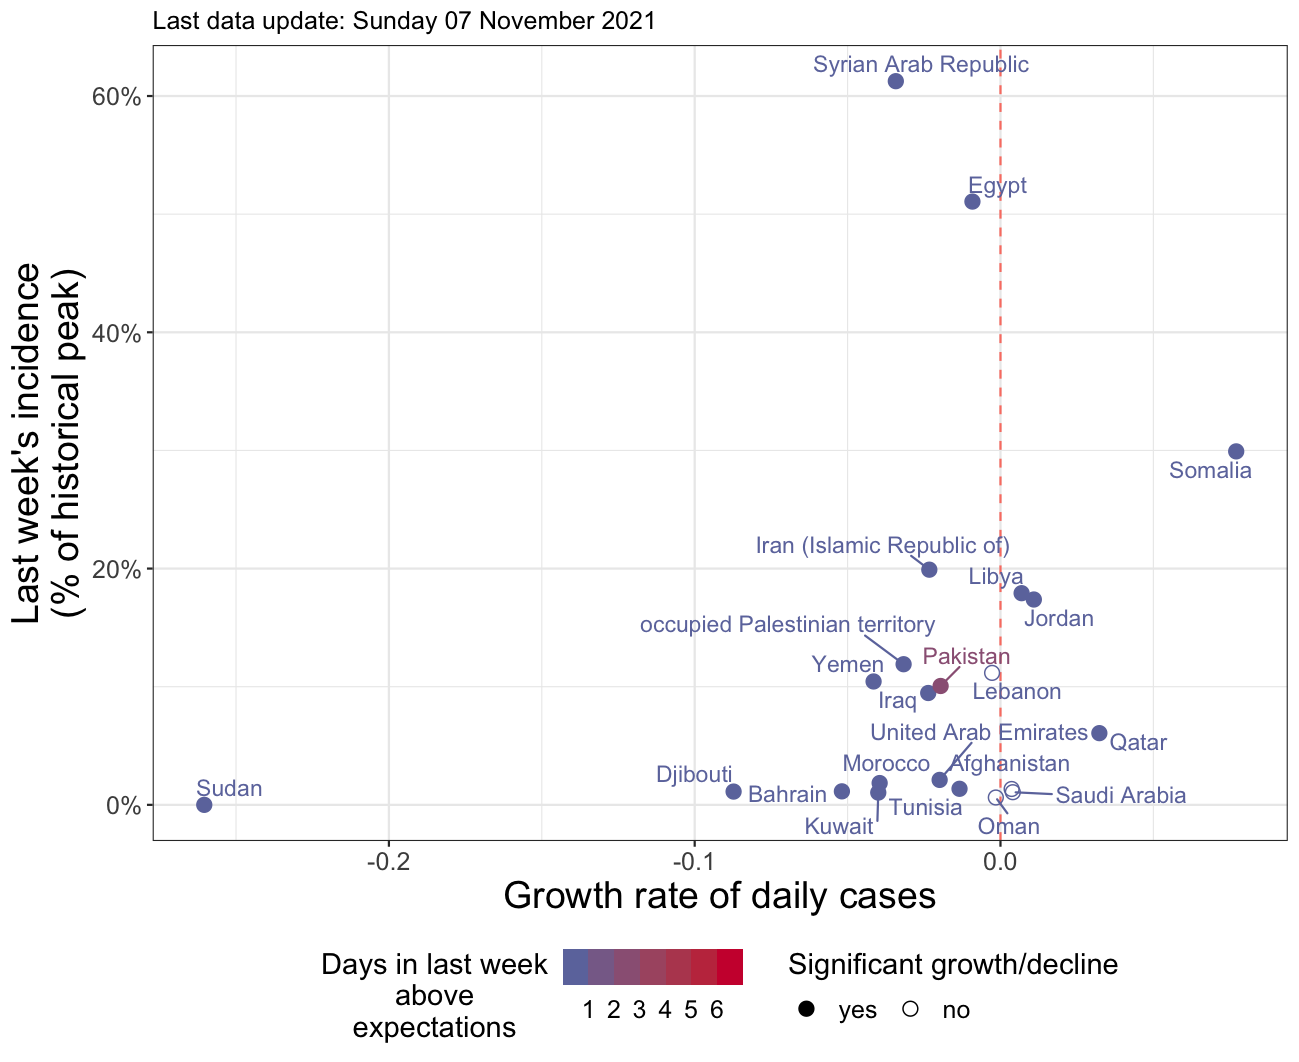 Last data update: Sunday 07 November 2021
Last week's incidence
(% of historical peak)
60%
40%
20%
0%
Syrian Arab Republic
Egypt
Somalia
Iran (Islamic Republic of)
Libya
Jordan
occupied Palestinian territory
Pakistan
Yemen
Iraq
Lebanon
United Arab Emirates
Qatar
Morocco
Afghanistan
Djibouti
Sudan
Bahrain
Saudi Arabia
Tunisia
Kuwait
Oman
-0.2
-0.1
0.0
Growth rate of daily cases
Days in last week
above
expectations
1 2 3 4 5 6
Significant growth/decline
yes
no